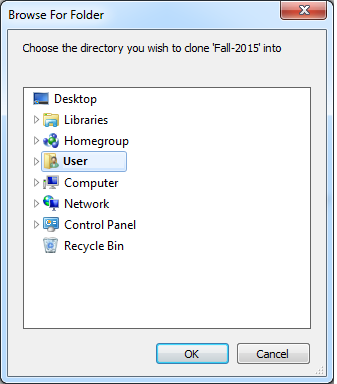 Browse For Folder
Choose the directory you wish to clone 'Fall-2015' into
Desktop
Libraries
Homegroup
User
Computer
Network
Control Panel
Recycle Bin
OK
Cancel